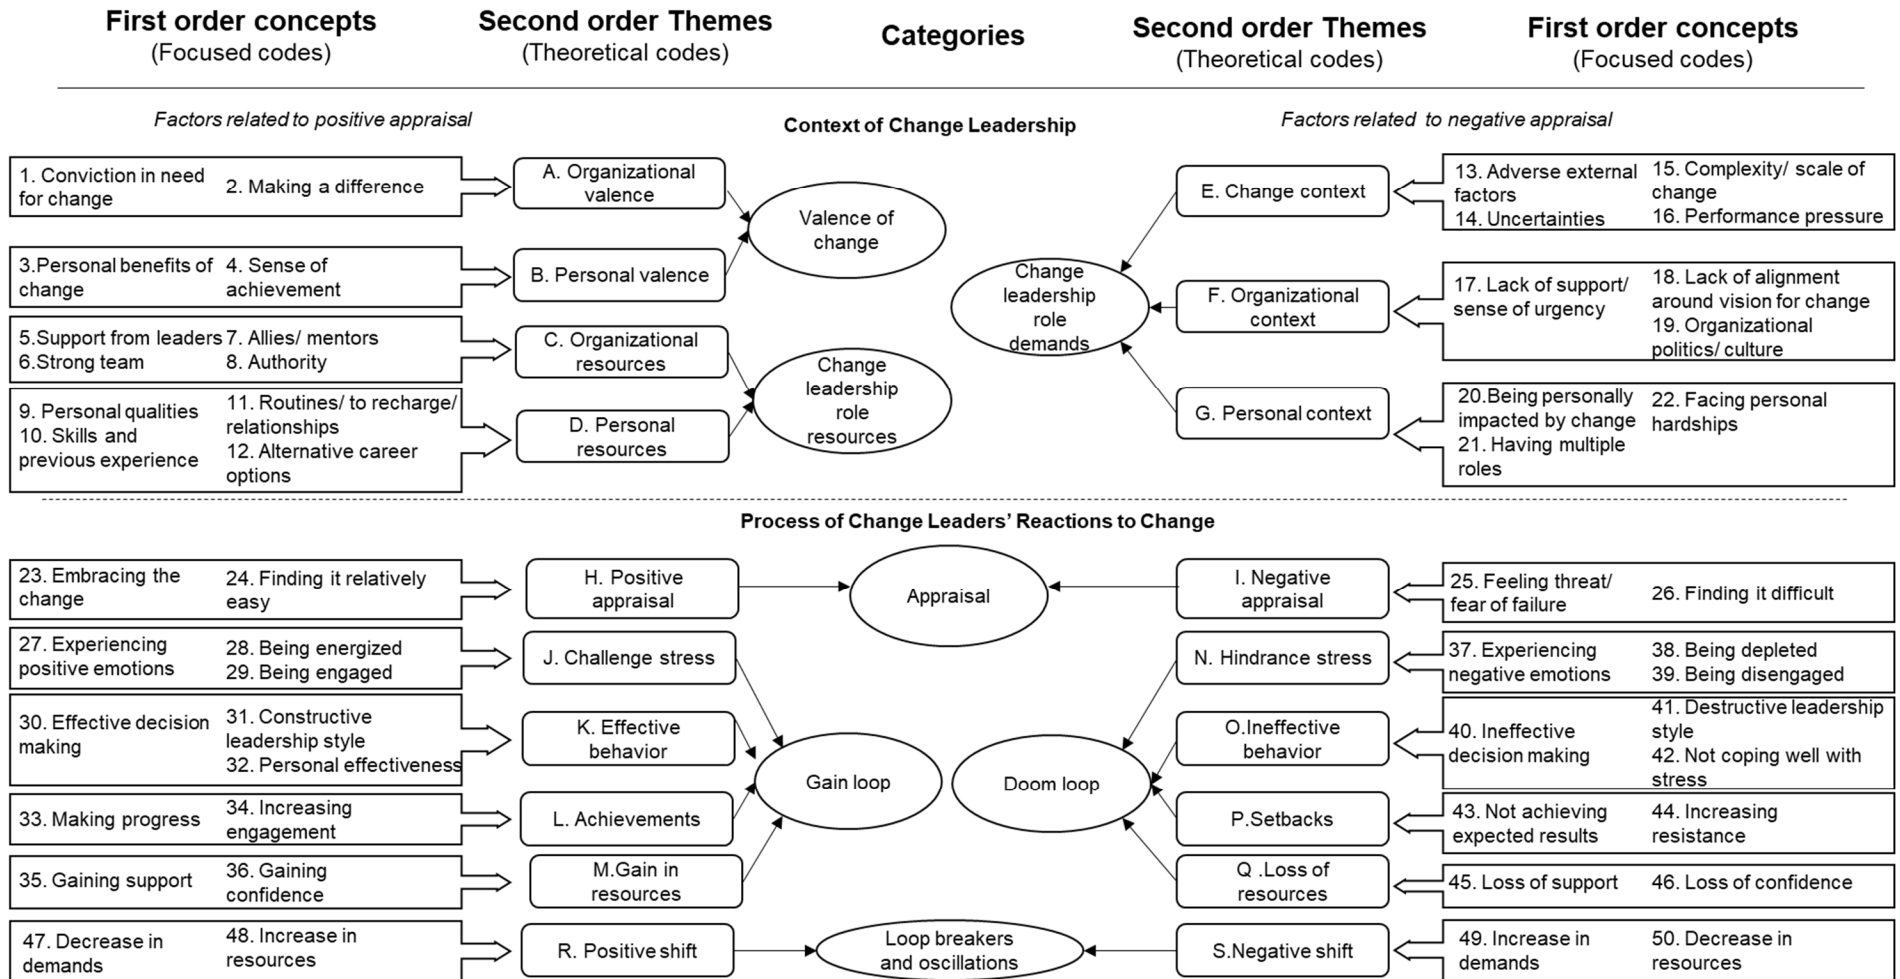 First order concepts
(Focused codes)
Second order Themes
(Theoretical codes)
Categories
Second order Themes
(Theoretical codes)
First order concepts
(Focused codes)
Factors related to positive appraisal
Context of Change Leadership
Factors related to negative appraisal
1. Conviction in need
for change
2. Making a difference
A. Organizational
valence
3.Personal benefits of
change
4. Sense of
achievement
B. Personal valence
Valence of
change
5.Support from leaders
6.Strong team
7. Allies/ mentors
8. Authority
C. Organizational
resources
9. Personal qualities
10. Skills and
previous experience
11. Routines/ to recharge/
relationships
12. Alternative career
options
D. Personal
resources
Change
leadership
role
resources
Change
leadership
role
demands
E. Change context
13. Adverse external
factors
14. Uncertainties
15. Complexity/ scale of
change
16. Performance pressure
F. Organizational
context
17. Lack of support/
sense of urgency
18. Lack of alignment
around vision for change
19. Organizational
politics/ culture
G. Personal context
20.Being personally
impacted by change
21. Having multiple
roles
22. Facing personal
hardships
Process of Change Leaders' Reactions to Change
23. Embracing the
change
24. Finding it relatively
easy
H. Positive
appraisal
Appraisal
I. Negative
appraisal
25. Feeling threat/
fear of failure
26. Finding it difficult
27. Experiencing
positive emotions
28. Being energized
29. Being engaged
J. Challenge stress
N. Hindrance stress
37. Experiencing
negative emotions
38. Being depleted
39. Being disengaged
30. Effective decision
making
31. Constructive
leadership style
32. Personal effectiveness
K. Effective
behavior
Gain loop
Doom loop
O.Ineffective
behavior
40. Ineffective
decision making
41. Destructive leadership
style
42. Not coping well with
stress
33. Making progress
34. Increasing
engagement
L. Achievements
P.Setbacks
43. Not achieving
expected results
44. Increasing
resistance
35. Gaining support
36. Gaining
confidence
M.Gain in
resources
Q .Loss of
resources
45. Loss of support
46. Loss of confidence
47. Decrease in
demands
48. Increase in
resources
R. Positive shift
Loop breakers
and oscillations
S.Negative shift
49. Increase in
demands
50. Decrease in
resources